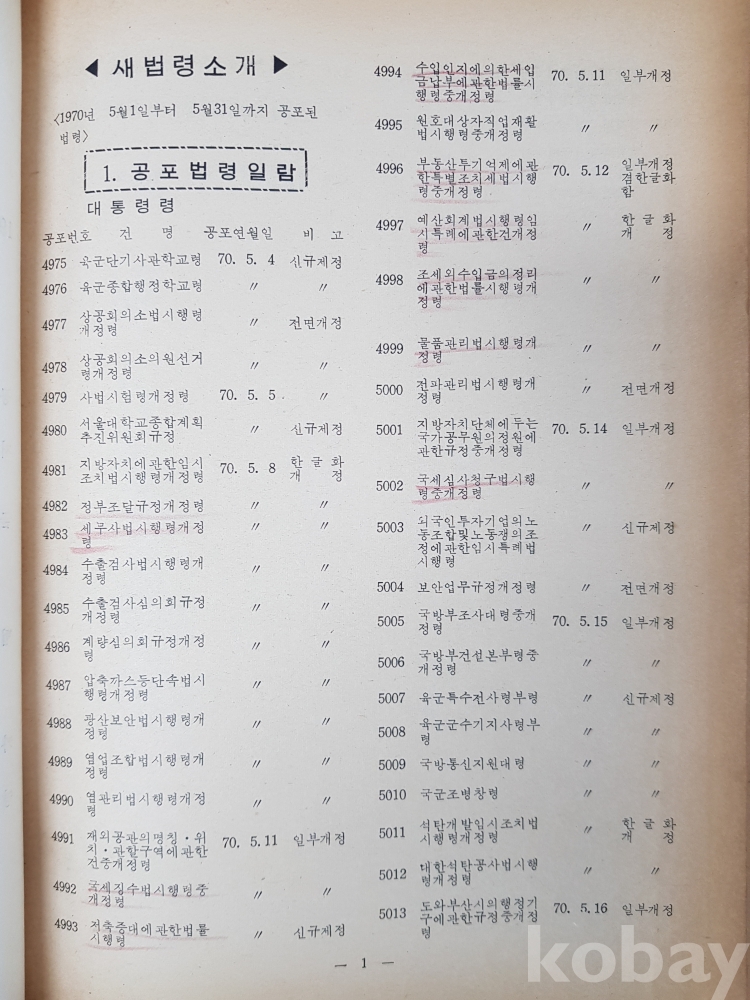 ◀ 새법령소개 ▶
〈1970년 5월1일부터 5월31일까지 공포된
법령〉
1. 공포법령일람
대통령령
공포번호 건명 공포연월일 비고
4975 육군단기사관학교령 70. 5. 4 신규제정
4976 육군종합행정학교령 〃 〃
4977 상공회의소법시행령
개정령 〃 전면개정
4978 상공회의소의원선거
령개정령 〃 〃
4979 사법시험령개정령 70. 5. 5 〃
4980 서울대학교종합계획
추진위원회규정 〃 신규제정
4981 지방자치에관한임시
조치법시행령개정령 70. 5. 8 한글화
개정
4982 정부조달규정개정령 〃 〃
4983 세무사법시행령개정
령 〃 〃
4984 수출검사법시행령개
정령 〃 〃
4985 수출검사심의회규정
개정령 〃 〃
4986 계량심의회규정개정
령 〃 〃
4987 압축까스등단속법시
행령개정령 〃 〃
4988 광산보안법시행령개
정령 〃 〃
4989 염업조합법시행령개
정령 〃 〃
4990 염관리법시행령개정
령 〃 〃
4991 재외공관의명칭·위
치·관할구역에관한
건중개정령 70. 5.11 일부개정
4992 국세징수법시행령중
개정령 〃 〃
4993 저축증대에관한법률
시행령 〃 신규제정
4994 수입인지에의한세입
금납부에관한법률시
행령중개정령 70. 5.11 일부개정
4995 원호대상자직업재활
법시행령중개정령 〃 〃
4996 부동산투기억제에관
한특별조치세법시행
령중개정령 70. 5.12 일부개정
겸한글화
함
4997 예산회계법시행령임
시특례에관한건개정
령 〃 한글화
개정
4998 조세외수입금의정리
에관한법률시행령개
정령 〃 〃
4999 물품관리법시행령개
정령 〃 〃
5000 전파관리법시행령개
정령 〃 전면개정
5001 지방자치단체에두는
국가공무원의정원에
관한규정중개정령 70. 5.14 일부개정
5002 국세심사청구법시행
령중개정령 〃 〃
5003 외국인투자기업의노
동조합및노동쟁의조
정에관한임시특례법
시행령 〃 신규제정
5004 보안업무규정개정령 〃 전면개정
5005 국방부조사대령중개
정령 70. 5.15 일부개정
5006 국방부건설본부령중
개정령 〃 〃
5007 육군특수전사령부령 〃 신규제정
5008 육군군수기지사령부
령 〃 〃
5009 국방통신지원대령 〃 〃
5010 국군조병창령 〃 〃
5011 석탄개발임시조치법
시행령개정령 〃 한글화
개정
5012 대한석탄공사법시행
령개정령 〃 〃
5013 도와부산시의행정기
구에관한규정중개정
령 70. 5.16 일부개정
— 1 —
kobay